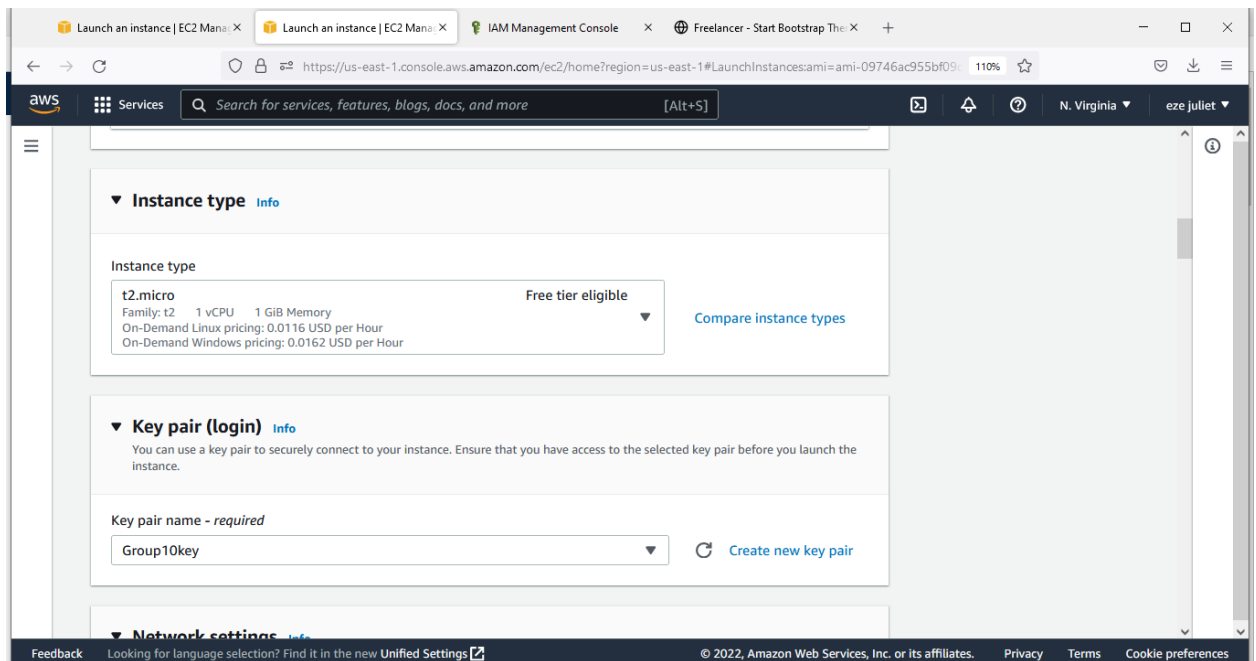 Launch an instance | EC2 Mana
Launch an instance | EC2 Mana
IAM Management Console
Freelancer - Start Bootstrap The
https://us-east-1.console.aws.amazon.com/ec2/home?region=us-east-1#LaunchInstances:ami=ami-09746ac955bf09
110%
aws
Services
Search for services, features, blogs, docs, and more
[Alt+S]
N. Virginia
eze juliet
Instance type Info
Instance type
t2.micro
Free tier eligible
Family: t2 1 vCPU 1 GiB Memory
On-Demand Linux pricing: 0.0116 USD per Hour
On-Demand Windows pricing: 0.0162 USD per Hour
Compare instance types
Key pair (login) Info
You can use a key pair to securely connect to your instance. Ensure that you have access to the selected key pair before you launch the
instance.
Key pair name - required
Group10key
Create new key pair
Network settings Info
Feedback
Looking for language selection? Find it in the new Unified Settings
© 2022, Amazon Web Services, Inc. or its affiliates.
Privacy
Terms
Cookie preferences